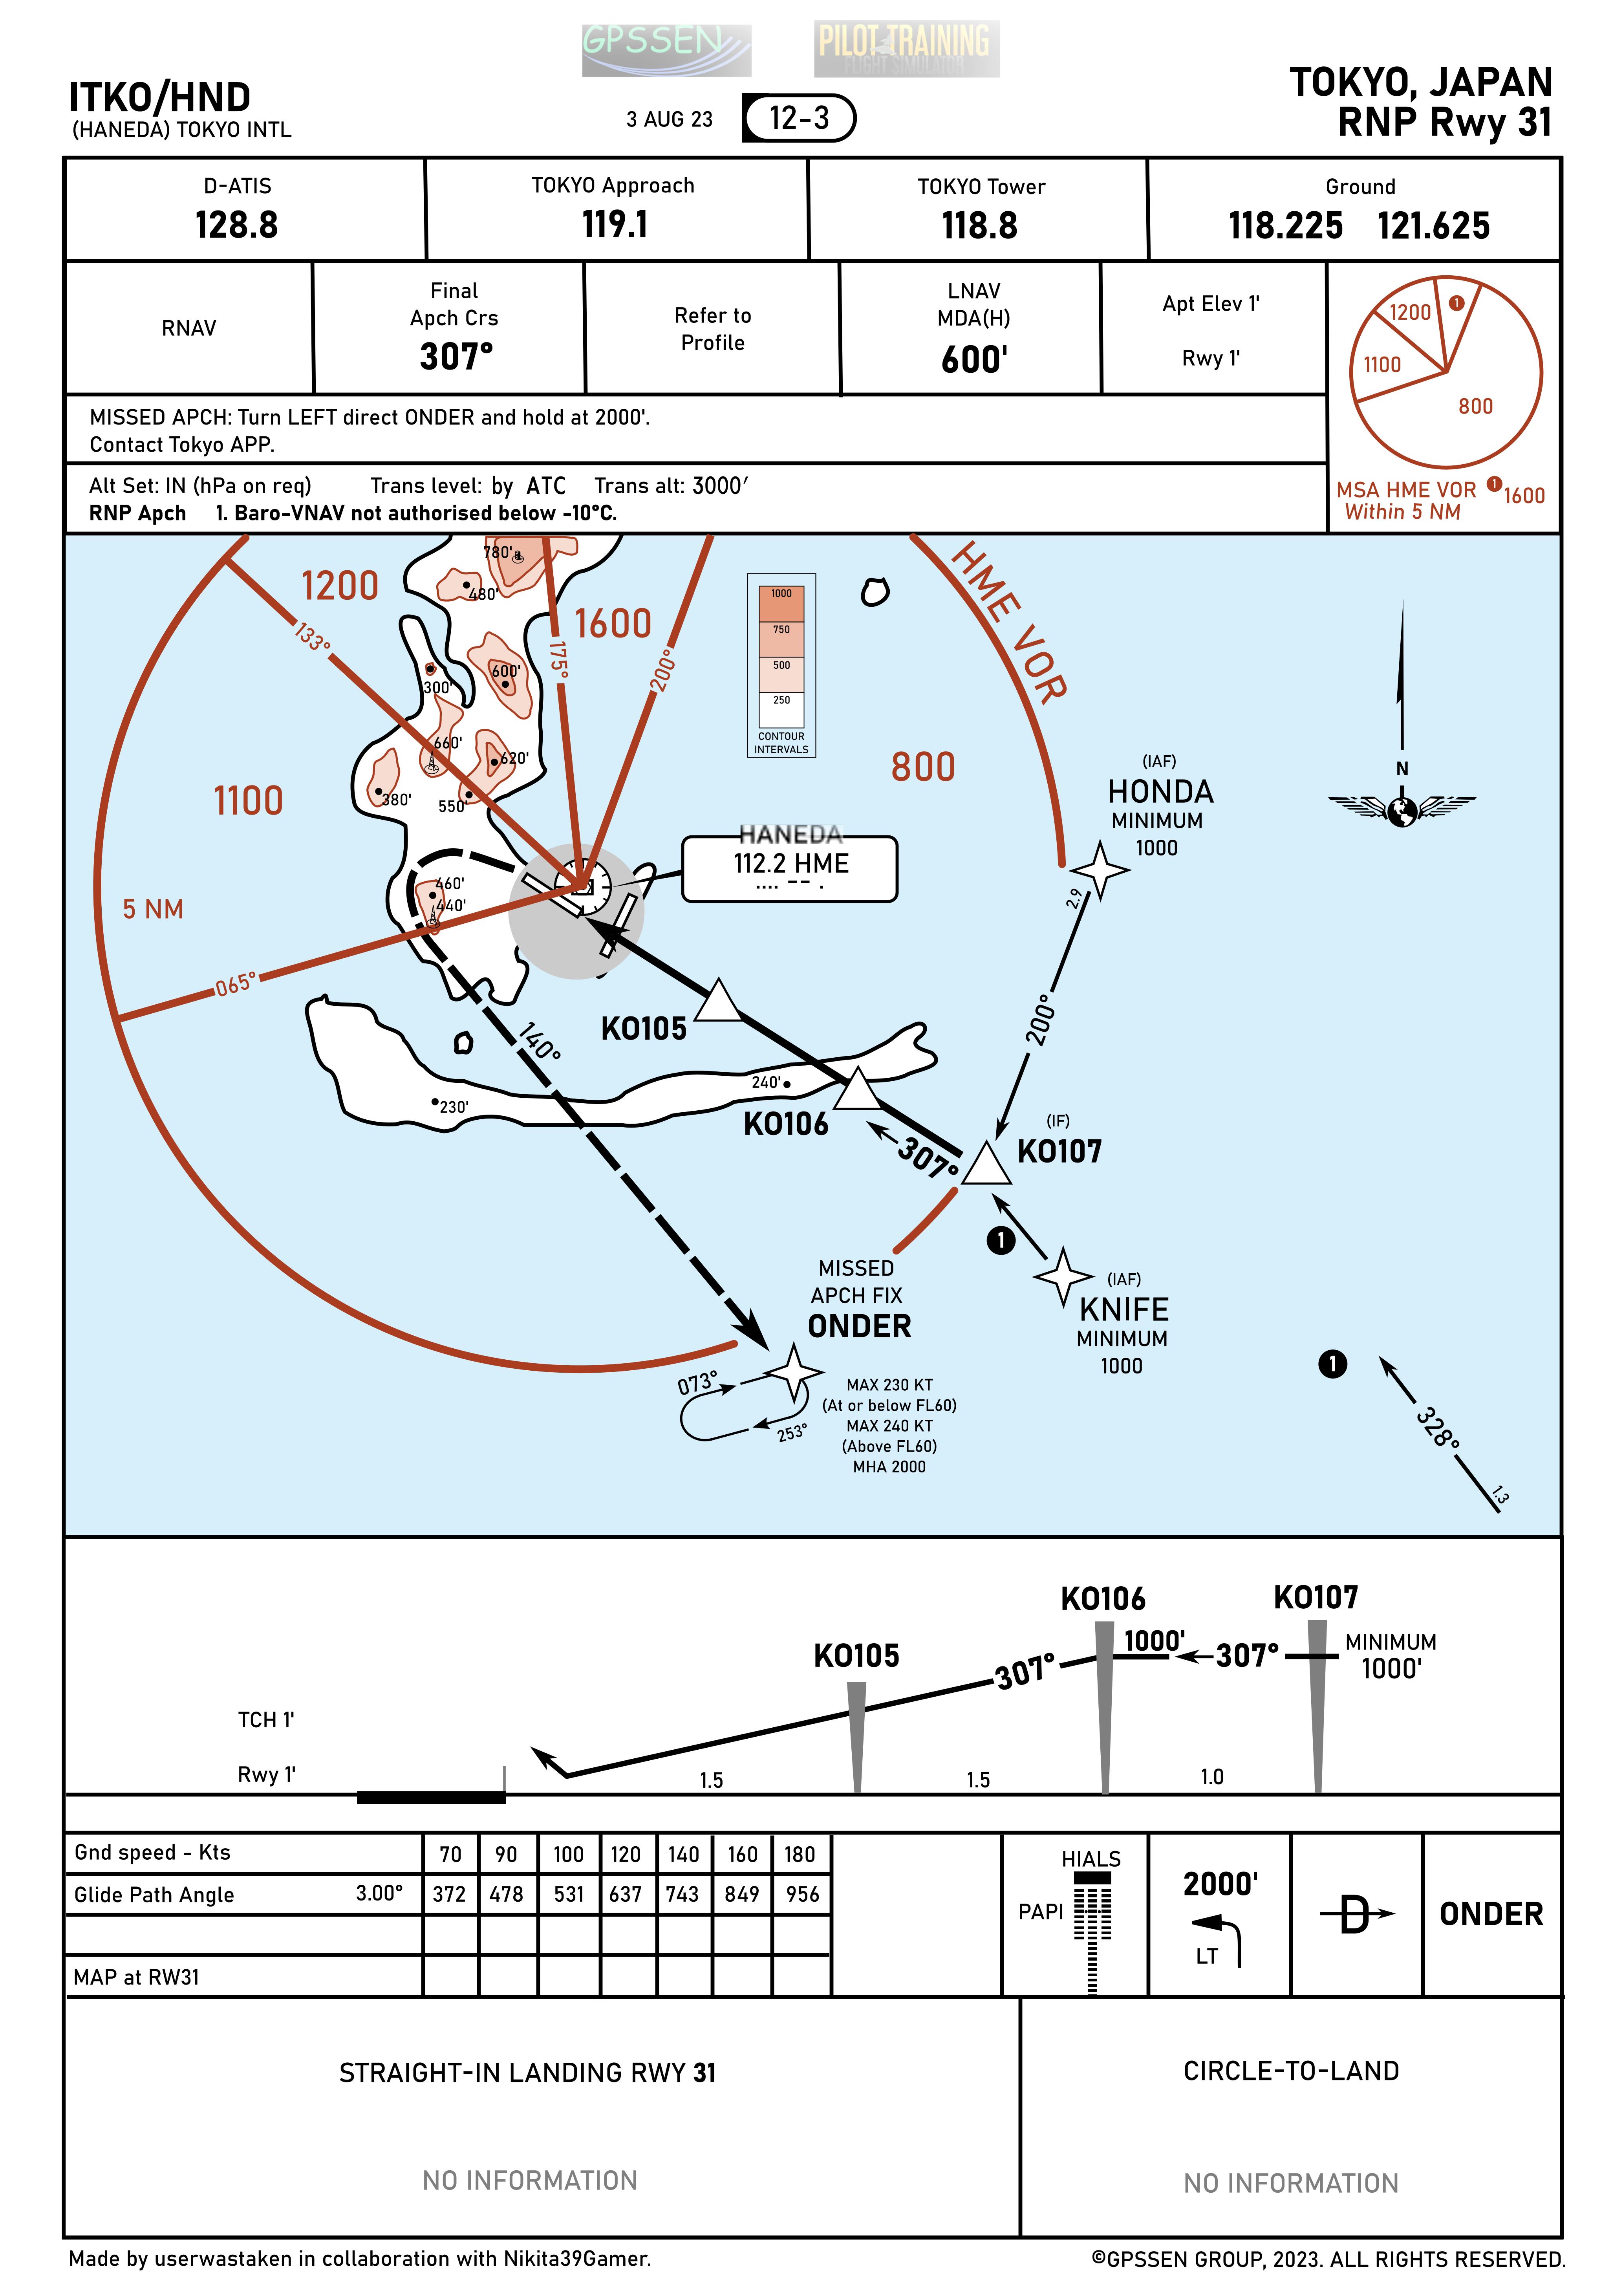 GPSSEN
PILOT TRAINING
FLIGHT SIMULATOR
ITKO/HND
(HANEDA) TOKYO INTL
3 AUG 23
12-3
TOKYO, JAPAN
RNP Rwy 31
D-ATIS
128.8
TOKYO Approach
119.1
TOKYO Tower
118.8
Ground
118.225 121.625
RNAV
Final
Apch Crs
307°
Refer to
Profile
LNAV
MDA(H)
600'
Apt Elev 1'
Rwy 1'
MISSED APCH: Turn LEFT direct ONDER and hold at 2000'.
Contact Tokyo APP.
Alt Set: IN (hPa on req) Trans level: by ATC Trans alt: 3000'
RNP Apch 1. Baro-VNAV not authorised below -10°C.
1200
1
1100
800
MSA HME VOR 1 1600
Within 5 NM
780'
480'
1200
1600
133°
175°
200°
300'
600'
660'
620'
380'
550'
1100
800
HME VOR
1000
750
500
250
CONTOUR
INTERVALS
(IAF)
HONDA
MINIMUM
1000
N
HANEDA
112.2 HME
.... -- .
460'
440'
5 NM
065°
2.9
200°
KO105
140°
240'
230'
KO106
307°
(IF)
KO107
1
(IAF)
KNIFE
MINIMUM
1000
MISSED
APCH FIX
ONDER
073°
253°
MAX 230 KT
(At or below FL60)
MAX 240 KT
(Above FL60)
MHA 2000
1
328°
1.3
KO105
KO106
KO107
1000'
307°
307°
MINIMUM
1000'
TCH 1'
Rwy 1'
1.5
1.5
1.0
Gnd speed - Kts 70 90 100 120 140 160 180
Glide Path Angle 3.00° 372 478 531 637 743 849 956
MAP at RW31
HIALS
PAPI
2000'
LT
D
ONDER
STRAIGHT-IN LANDING RWY 31
NO INFORMATION
CIRCLE-TO-LAND
NO INFORMATION
Made by userwastaken in collaboration with Nikita39Gamer.
©GPSSEN GROUP, 2023. ALL RIGHTS RESERVED.